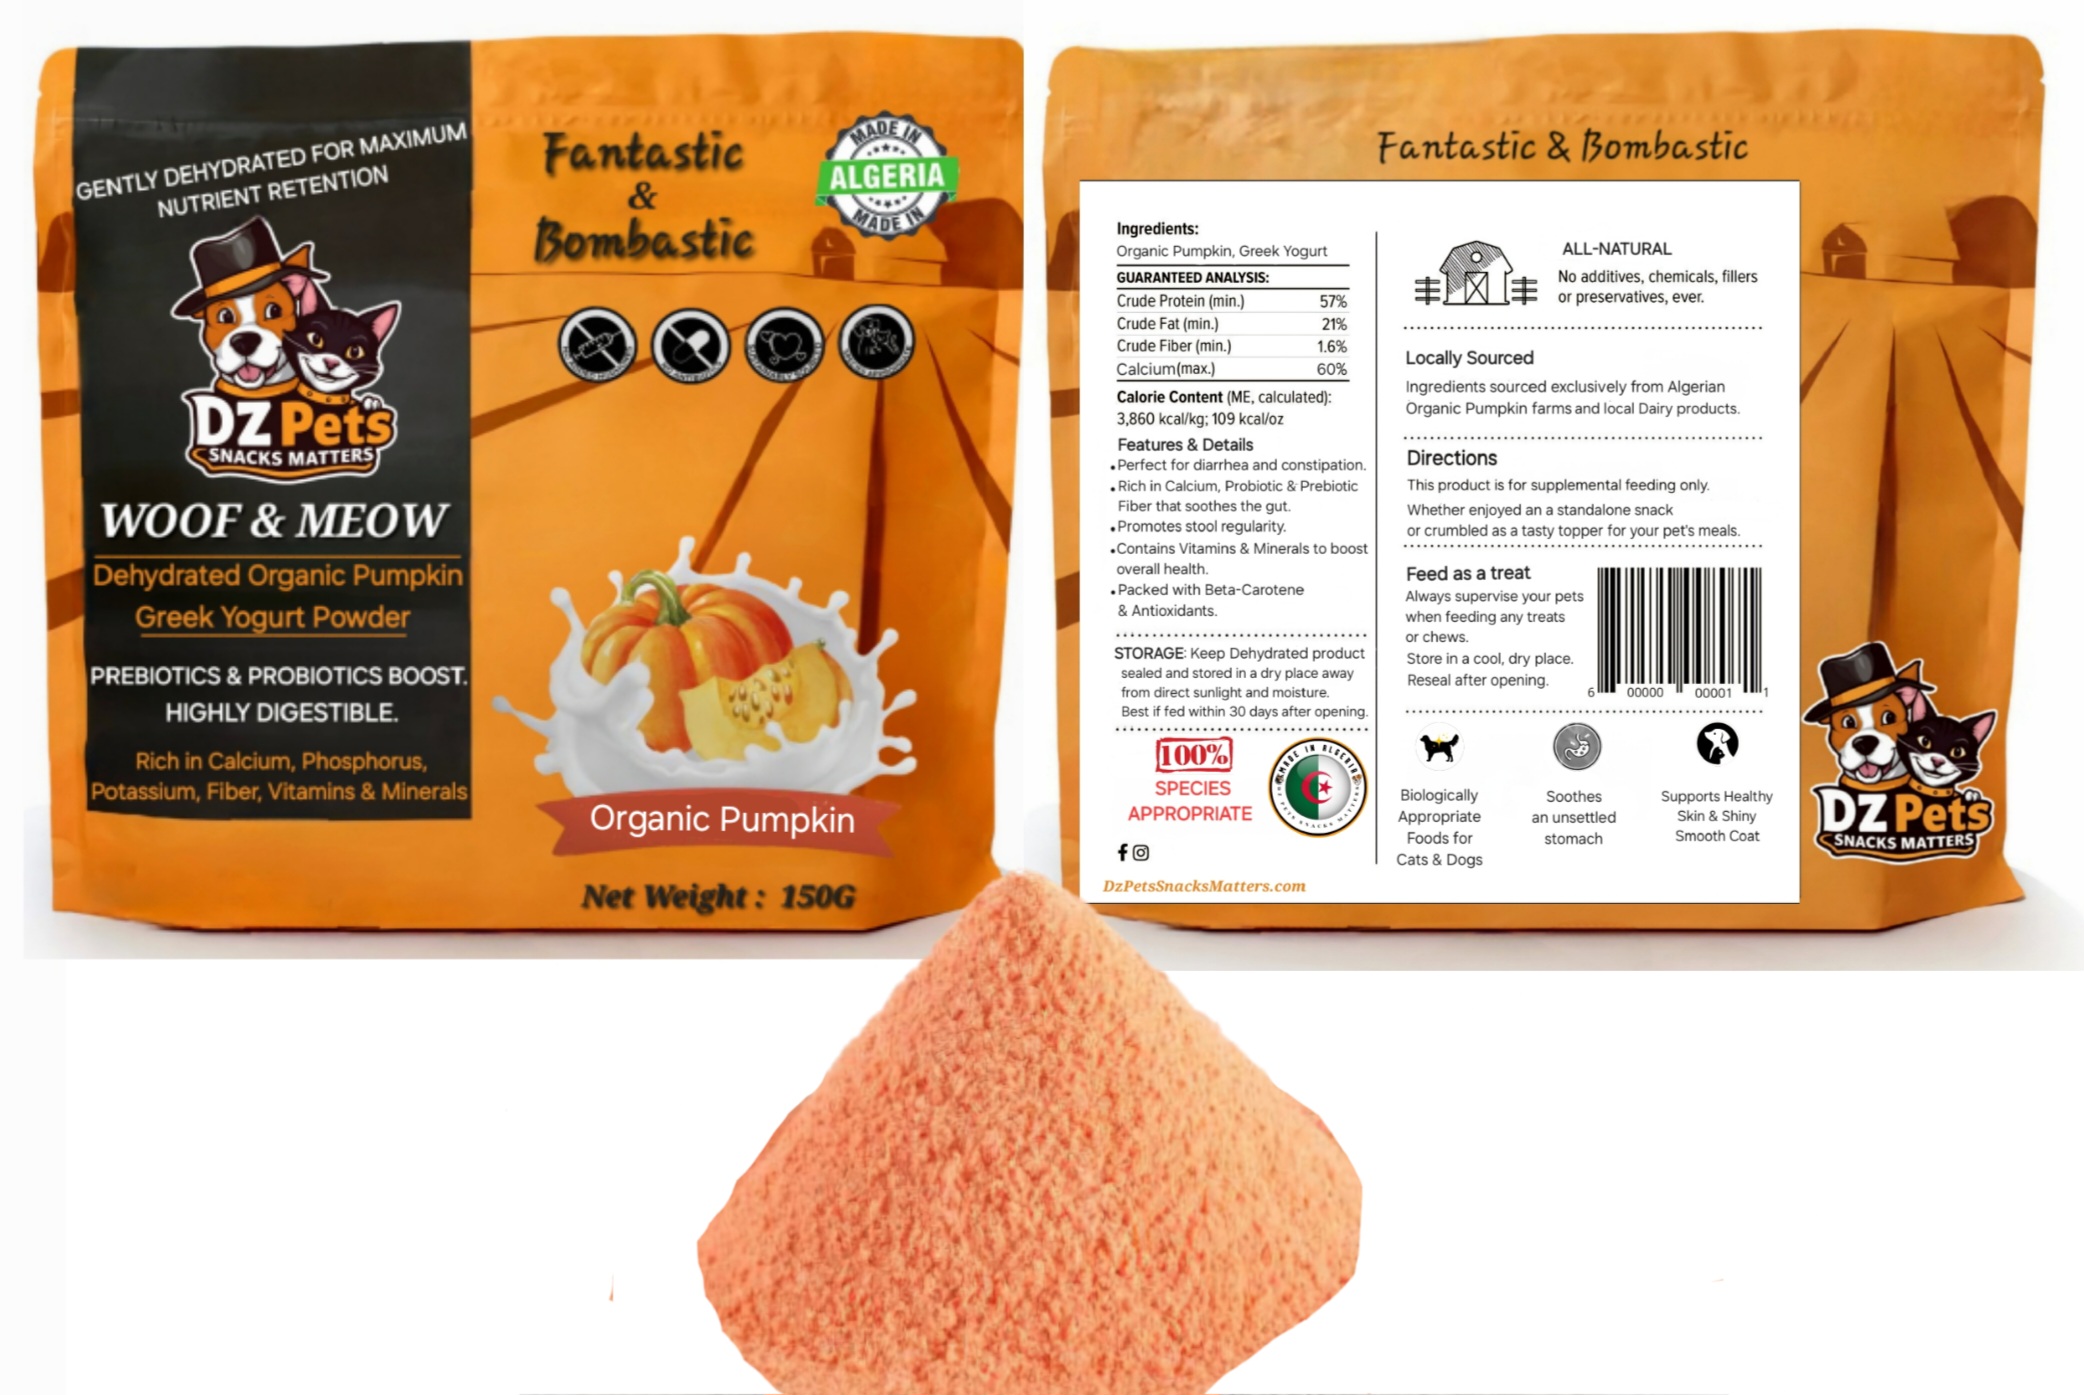 GENTLY DEHYDRATED FOR MAXIMUM
NUTRIENT RETENTION
DZ Pets
SNACKS MATTERS
WOOF & MEOW
Dehydrated Organic Pumpkin
Greek Yogurt Powder
PREBIOTICS & PROBIOTICS BOOST.
HIGHLY DIGESTIBLE.
Rich in Calcium, Phosphorus,
Potassium, Fiber, Vitamins & Minerals
Fantastic
&
Bombastic
MADE IN
ALGERIA
MADE IN
Organic Pumpkin
Net Weight : 150G
Fantastic & Bombastic
Ingredients:
Organic Pumpkin, Greek Yogurt
GUARANTEED ANALYSIS:
Crude Protein (min.) 57%
Crude Fat (min.) 21%
Crude Fiber (min.) 1.6%
Calcium(max.) 60%
Calorie Content (ME, calculated):
3,860 kcal/kg; 109 kcal/oz
Features & Details
•Perfect for diarrhea and constipation.
•Rich in Calcium, Probiotic & Prebiotic
Fiber that soothes the gut.
•Promotes stool regularity.
•Contains Vitamins & Minerals to boost
overall health.
•Packed with Beta-Carotene
& Antioxidants.
STORAGE: Keep Dehydrated product
sealed and stored in a dry place away
from direct sunlight and moisture.
Best if fed within 30 days after opening.
100%
SPECIES
APPROPRIATE
MADE IN ALGERIA
DzPetsSnacksMatters.com
ALL-NATURAL
No additives, chemicals, fillers
or preservatives, ever.
Locally Sourced
Ingredients sourced exclusively from Algerian
Organic Pumpkin farms and local Dairy products.
Directions
This product is for supplemental feeding only.
Whether enjoyed an a standalone snack
or crumbled as a tasty topper for your pet's meals.
Feed as a treat
Always supervise your pets
when feeding any treats
or chews.
Store in a cool, dry place.
Reseal after opening.
6 00000 00001 1
Biologically
Appropriate
Foods for
Cats & Dogs
Soothes
an unsettled
stomach
Supports Healthy
Skin & Shiny
Smooth Coat
DZ Pets
SNACKS MATTERS